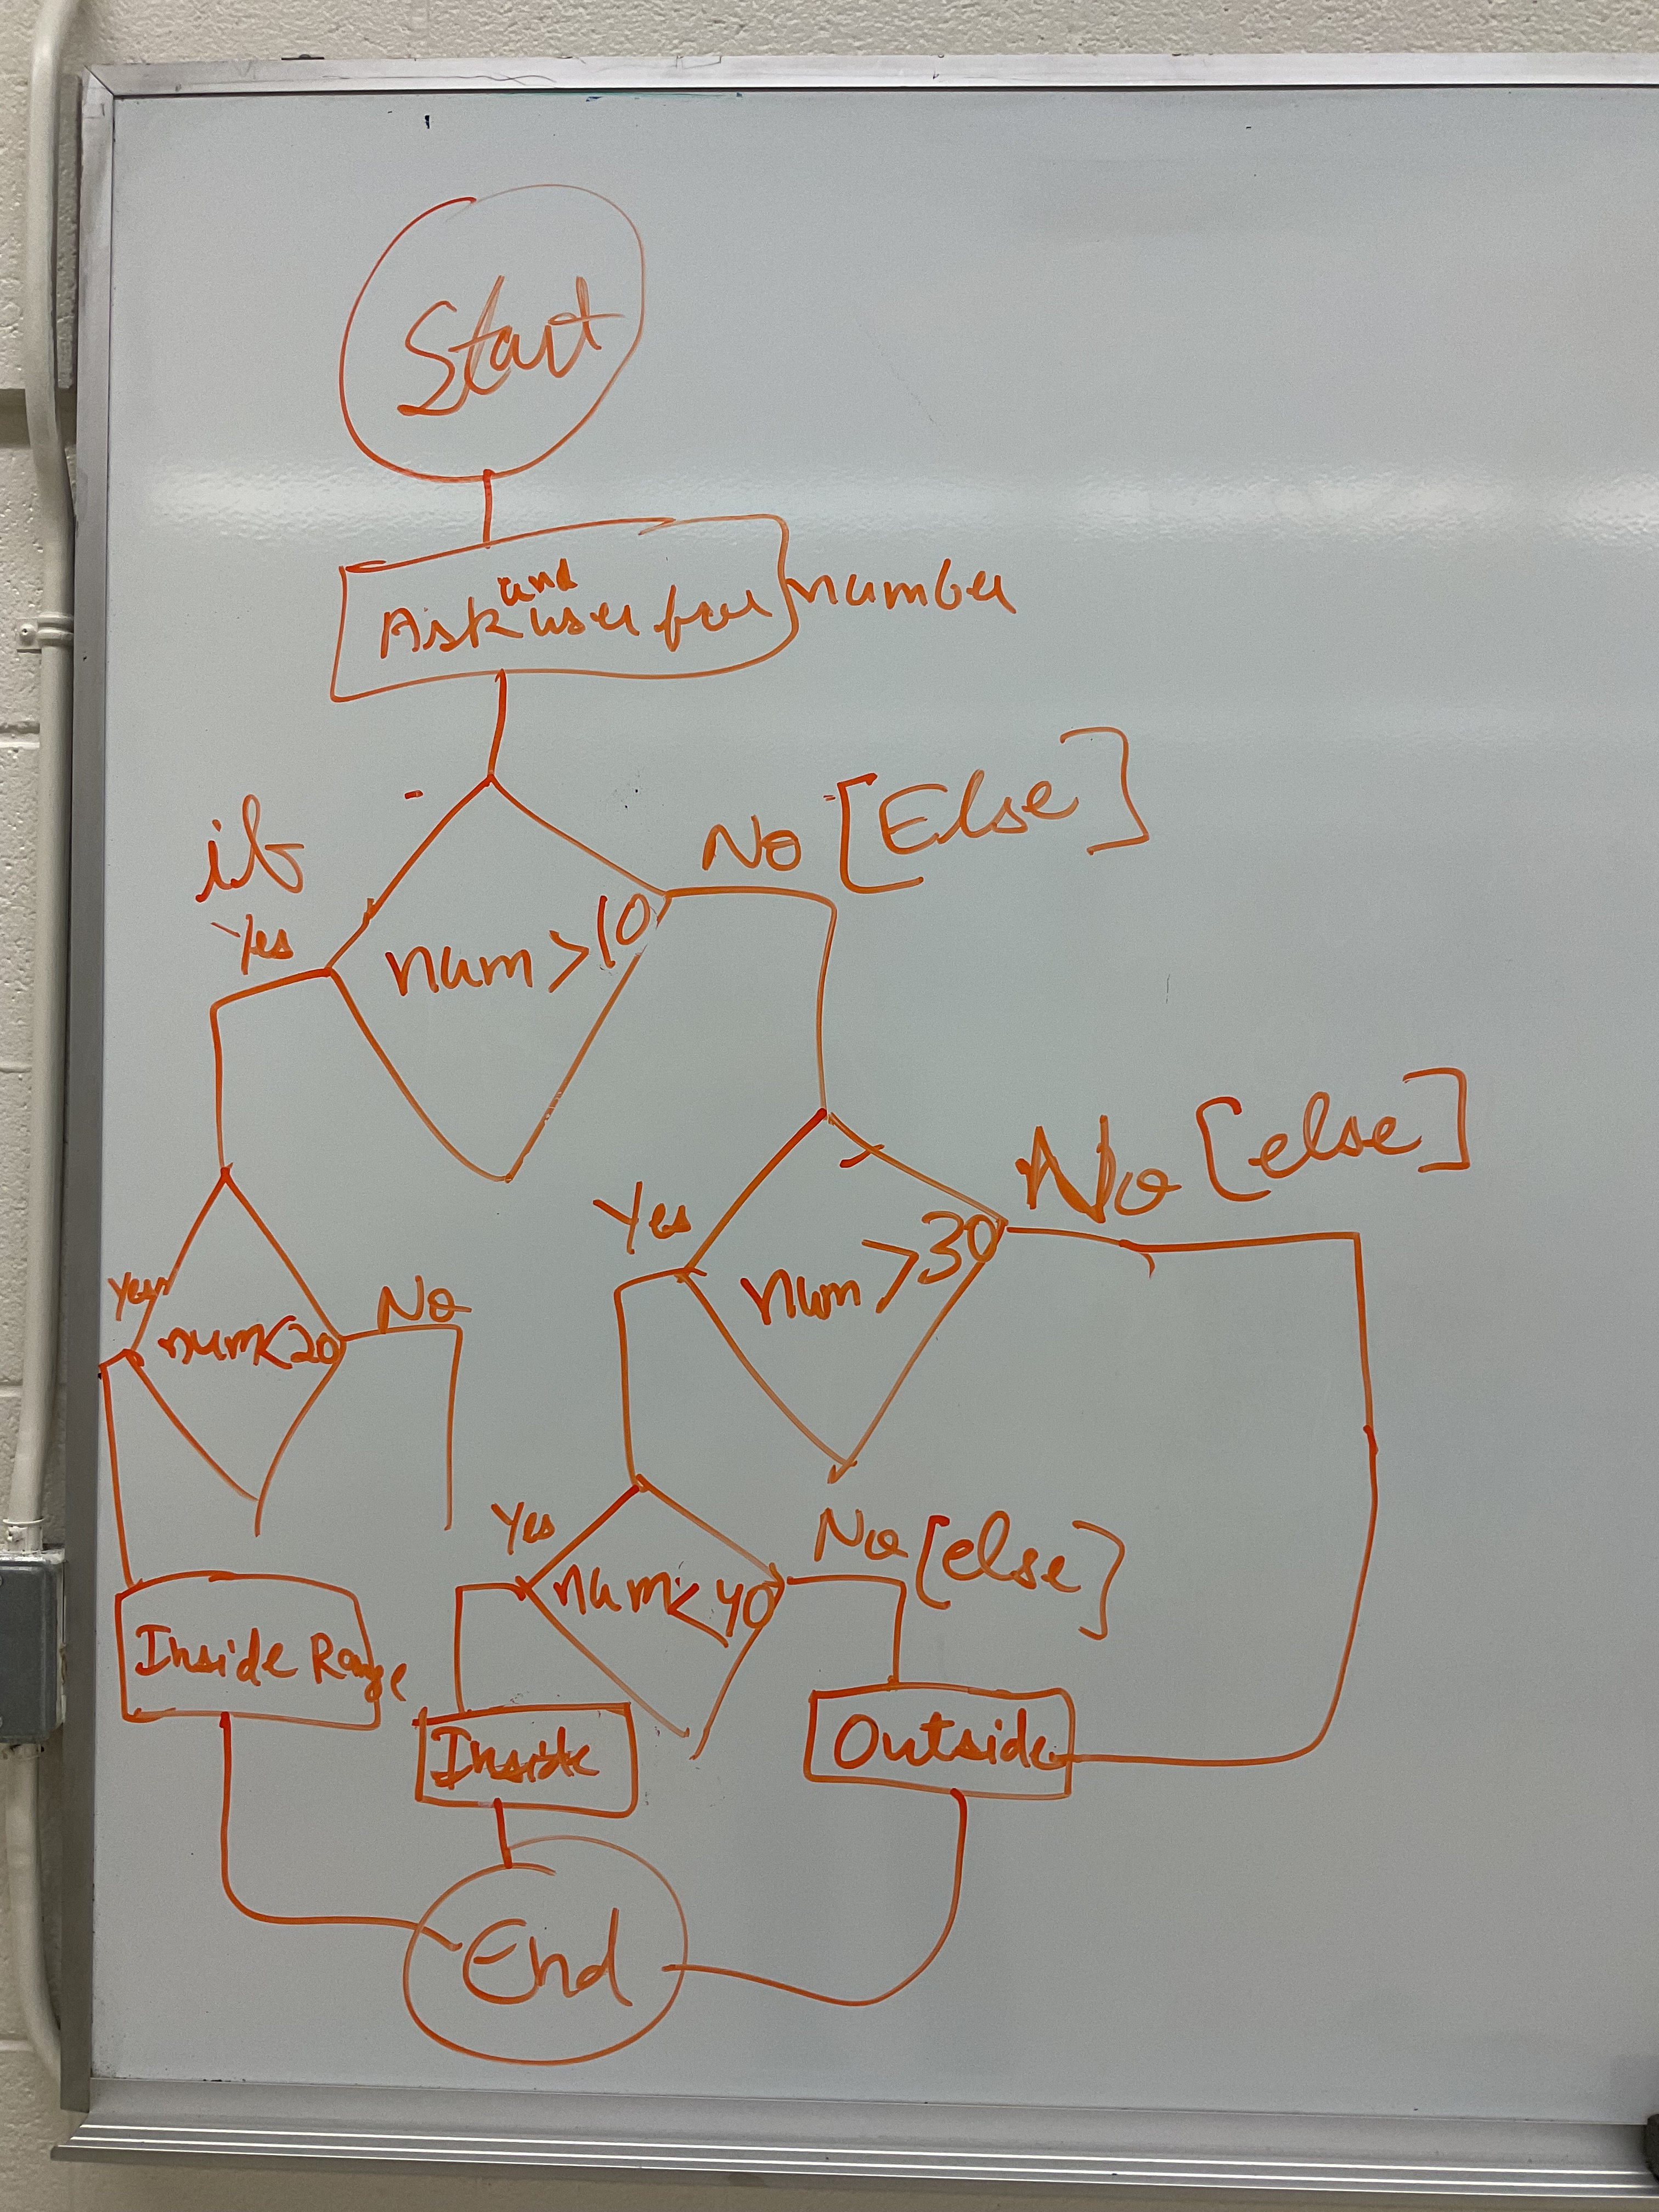 Start
and
Ask user for number
if
Yes
No [Else]
num >10
Yes
No [else]
num >30
Yes
No
num<20
Yes
No [else]
num<40
Inside Range
Inside
Outside
End